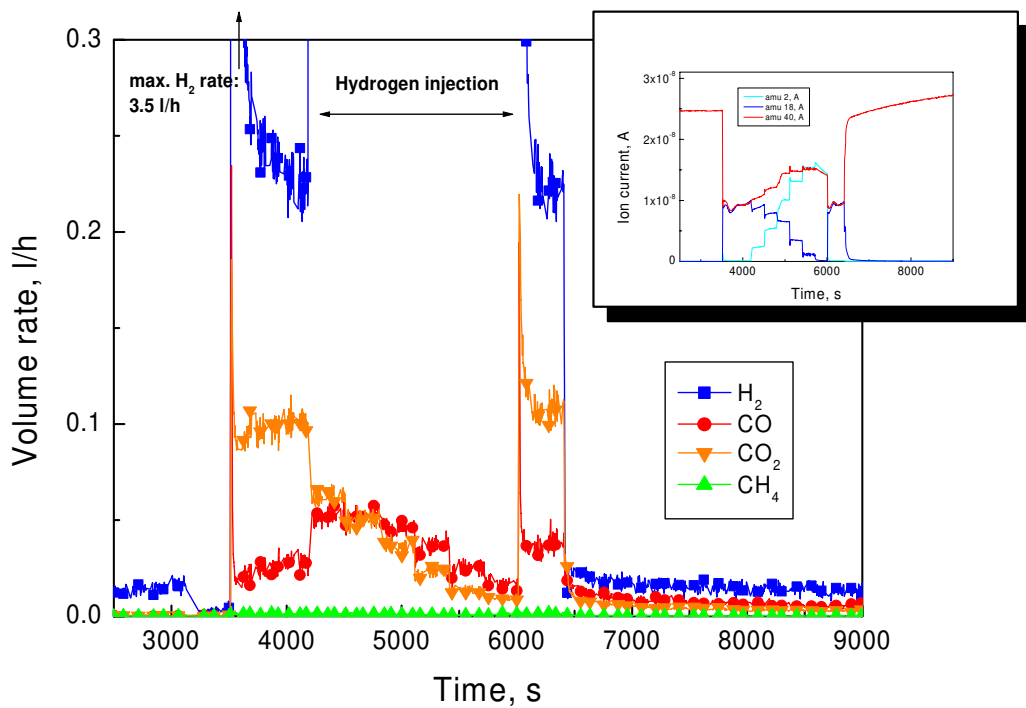 max. H₂ rate:
3.5 l/h
Hydrogen injection
Volume rate, l/h
0.3
0.2
0.1
0.0
3000 4000 5000 6000 7000 8000 9000
Time, s
H₂
CO
CO₂
CH₄
Ion current, A
3x10⁻⁸
2x10⁻⁸
1x10⁻⁸
0
amu 2, A
amu 18, A
amu 40, A
4000 6000 8000
Time, s